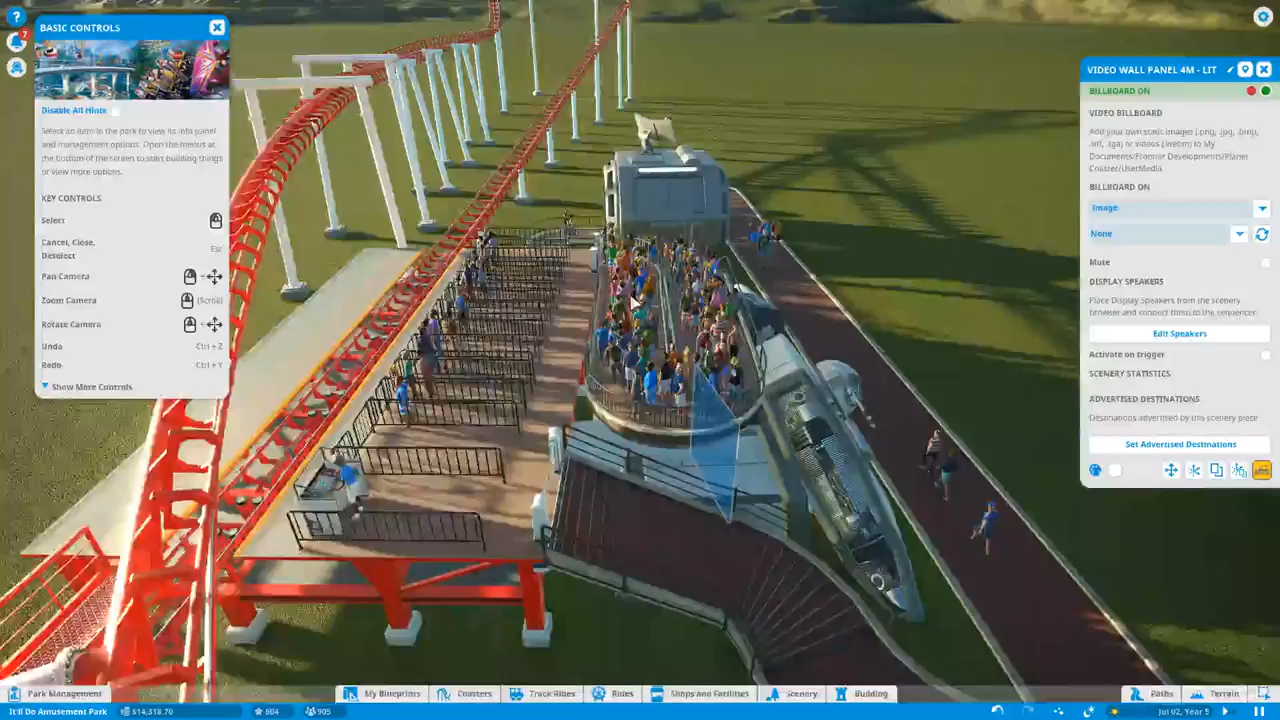 ?
BASIC CONTROLS
7
Disable All Hints
Select an item in the park to view its info panel
and management options. Open the menus
at the bottom of the screen to start building things
or view more options.
KEY CONTROLS
Select
Cancel, Close,
Deselect
Esc
Pan Camera
Zoom Camera
(Scroll)
Rotate Camera
Undo
Ctrl + Z
Redo
Ctrl + Y
Show More Controls
VIDEO WALL PANEL 4M - LIT
BILLBOARD ON
VIDEO BILLBOARD
Add your own static images (.png, .jpg, .bmp,
.tif, .tga) or videos (.webm) to My
Documents/Frontier Developments/Planet
Coaster/UserMedia
BILLBOARD ON
Image
None
Mute
DISPLAY SPEAKERS
Place Display Speakers from the scenery
browser and connect them to the sequencer.
Edit Speakers
Activate on trigger
SCENERY STATISTICS
ADVERTISED DESTINATIONS
Destinations advertised by this scenery piece
Set Advertised Destinations
Park Management
My Blueprints
Coasters
Track Rides
Rides
Shops and Facilities
Scenery
Building
Paths
Terrain
It'll Do Amusement Park
$14,318.70
604
905
Jul 02, Year 5